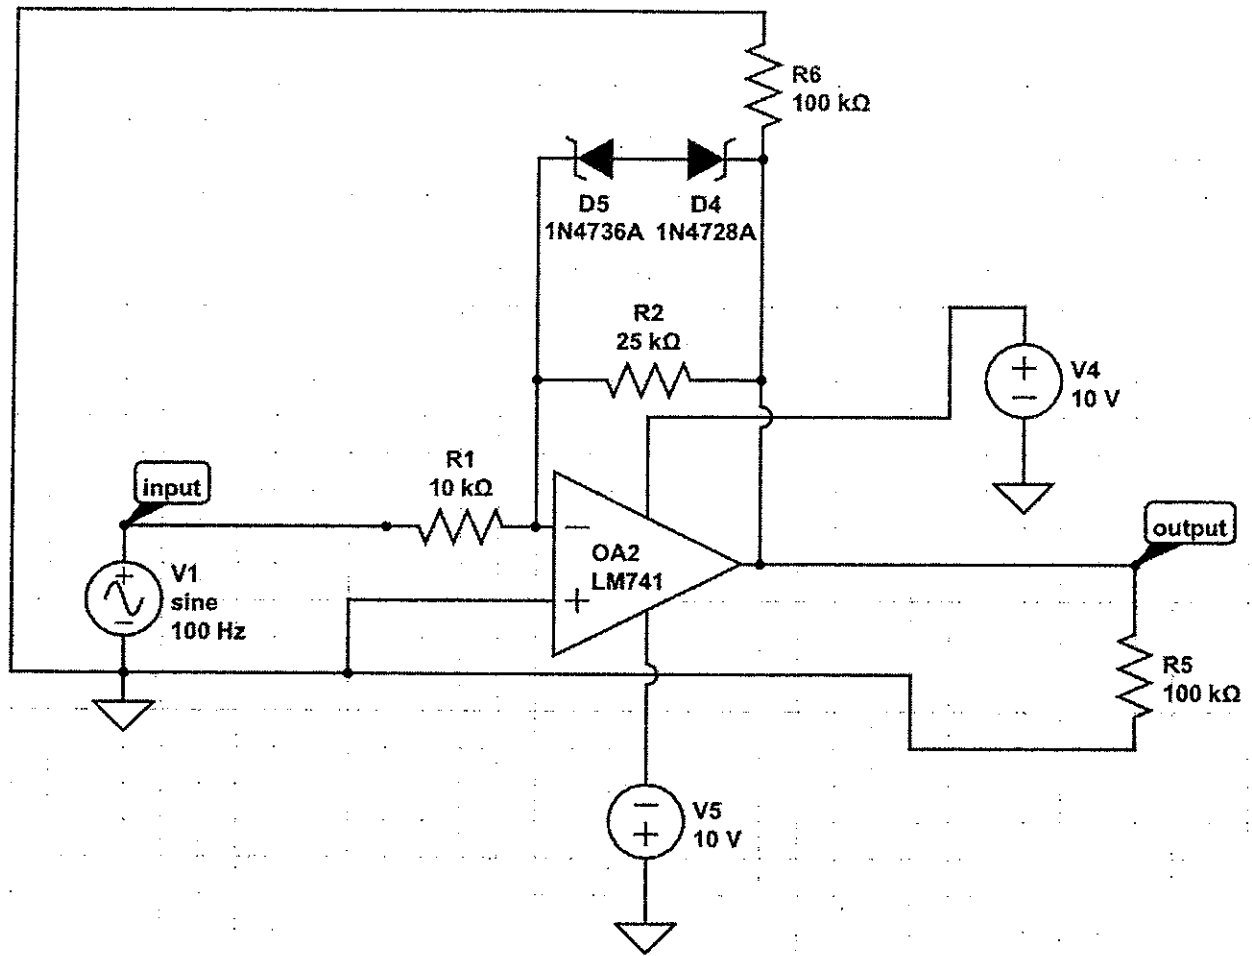 R6
100 kΩ
D5
1N4736A
D4
1N4728A
R2
25 kΩ
V4
10 V
R1
10 kΩ
input
output
OA2
LM741
V1
sine
100 Hz
R5
100 kΩ
V5
10 V